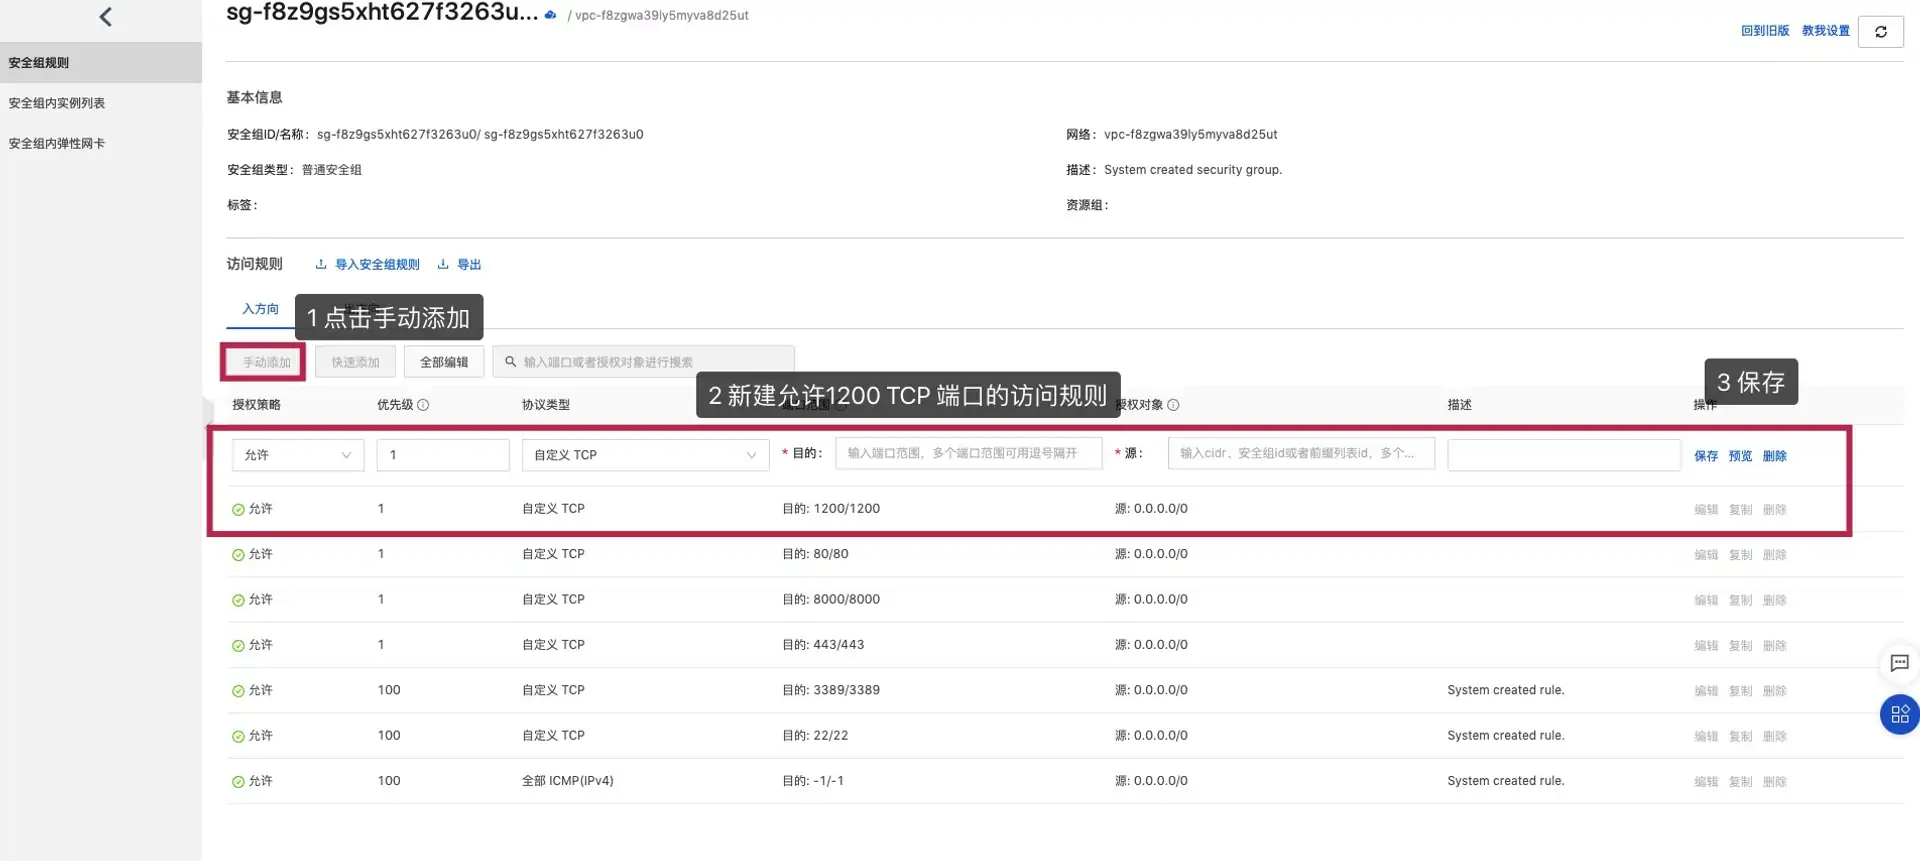 sg-f8z9gs5xht627f3263u... / vpc-f8zgwa39ly5myva8d25ut
回到旧版 教我设置
安全组规则
安全组内实例列表
安全组内弹性网卡
基本信息
安全组ID/名称: sg-f8z9gs5xht627f3263u0/ sg-f8z9gs5xht627f3263u0
网络: vpc-f8zgwa39ly5myva8d25ut
安全组类型: 普通安全组
描述: System created security group.
标签:
资源组:
访问规则 导入安全组规则 导出
入方向
1 点击手动添加
手动添加 快速添加 全部编辑 输入端口或者授权对象进行搜索
2 新建允许1200 TCP 端口的访问规则
3 保存
授权策略 优先级 协议类型 授权对象 描述 操作
允许 1 自定义 TCP * 目的: 输入端口范围，多个端口范围可用逗号隔开 * 源: 输入cidr、安全组id或者前缀列表id，多个... 保存 预览 删除
允许 1 自定义 TCP 目的: 1200/1200 源: 0.0.0.0/0 编辑 复制 删除
允许 1 自定义 TCP 目的: 80/80 源: 0.0.0.0/0 编辑 复制 删除
允许 1 自定义 TCP 目的: 8000/8000 源: 0.0.0.0/0 编辑 复制 删除
允许 1 自定义 TCP 目的: 443/443 源: 0.0.0.0/0 编辑 复制 删除
允许 100 自定义 TCP 目的: 3389/3389 源: 0.0.0.0/0 System created rule. 编辑 复制 删除
允许 100 自定义 TCP 目的: 22/22 源: 0.0.0.0/0 System created rule. 编辑 复制 删除
允许 100 全部 ICMP(IPv4) 目的: -1/-1 源: 0.0.0.0/0 System created rule. 编辑 复制 删除